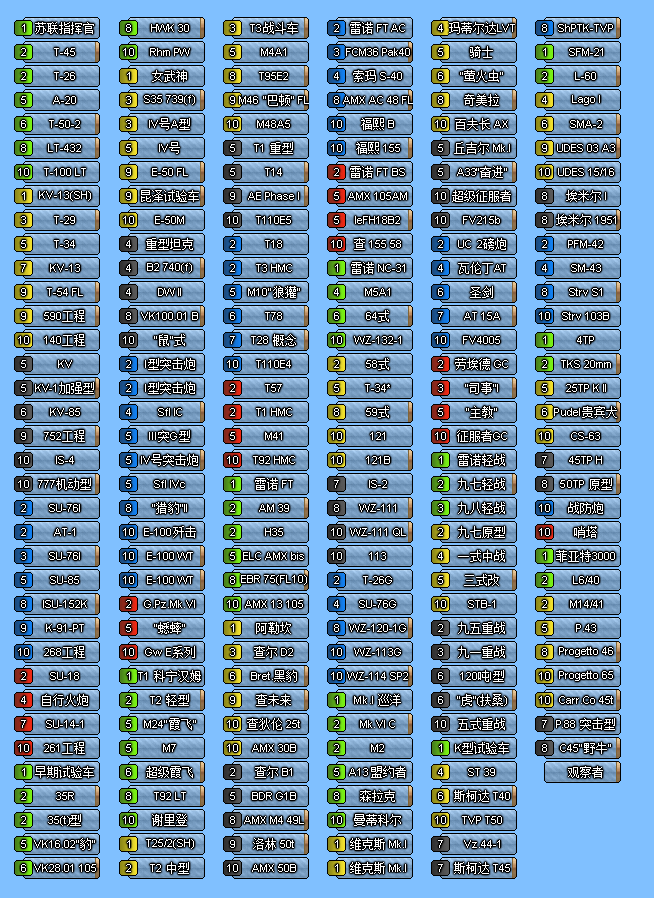 1 苏联指挥官
2 T-45
2 T-26
5 A-20
6 T-50-2
8 LT-432
10 T-100 LT
1 KV-13(SH)
3 T-29
5 T-34
7 KV-13
9 T-54 FL
9 590工程
10 140工程
5 KV
5 KV-1加强型
6 KV-85
9 752工程
10 IS-4
10 777机动型
2 SU-76I
2 AT-1
3 SU-76I
5 SU-85
8 ISU-152K
9 K-91-PT
10 268工程
2 SU-18
4 自行火炮
7 SU-14-1
10 261工程
1 早期试验车
2 35R
2 35(t)型
5 VK16.02"豹"
6 VK28.01 105
8 HWK 30
10 Rhm PW
1 女武神
3 S35 739(f)
3 IV号A型
5 IV号
9 E-50 FL
9 昆泽试验车
10 E-50M
4 重型坦克
4 B2 740(f)
4 DW II
8 VK100.01 B
10 "鼠"式
2 I型突击炮
2 I型突击炮
4 Sfl IC
5 III突G型
5 IV号突击炮
5 Sfl IVc
8 "猎豹"II
10 E-100歼击
10 E-100 WT
10 E-100 WT
2 G.Pz.Mk.VI
5 "蟋蟀"
10 Gw E系列
1 T1 科宁汉姆
2 T2 轻型
5 M24"霞飞"
5 M7
6 超级霞飞
8 T92 LT
10 谢里登
1 T25/2(SH)
2 T2 中型
3 T3战斗车
5 M4A1
8 T95E2
9 M46 "巴顿" FL
10 M48A5
5 T1 重型
5 T14
9 AE Phase I
10 T110E5
2 T18
2 T3 HMC
5 M10"狼獾"
6 T78
7 T28 概念
10 T110E4
2 T57
2 T1 HMC
5 M41
10 T92 HMC
1 雷诺 FT
2 AM 39
2 H35
5 ELC AMX bis
8 EBR 75(FL10)
10 AMX 13 105
1 阿勒坎
3 查尔 D2
6 Bret 黑豹
9 查未来
10 查狄伦 25t
10 AMX 30B
2 查尔 B1
5 BDR G1B
8 AMX M4 49L
9 洛林 50t
10 AMX 50B
2 雷诺 FT AC
3 FCM36 Pak40
4 索玛 S-40
8 AMX AC 48 FL
10 福熙 B
10 福熙 155
2 雷诺 FT BS
5 AMX 105AM
5 leFH18B2
10 查 155 58
1 雷诺 NC-31
4 M5A1
6 64式
10 WZ-132-1
2 58式
5 T-34*
8 59式
10 121
10 121B
7 IS-2
8 WZ-111
10 WZ-111 QL
10 113
2 T-26G
4 SU-76G
8 WZ-120-1G
10 WZ-113G
10 WZ-114 SP2
1 Mk.I 巡洋
2 Mk.VI C
2 M2
5 A13 盟约者
8 森拉克
10 曼蒂科尔
1 维克斯 Mk.I
1 维克斯 Mk.I
4 玛蒂尔达LVT
5 骑士
6 "萤火虫"
8 奇美拉
10 百夫长 AX
5 丘吉尔 Mk.I
5 A33"奋进"
10 超级征服者
10 FV215b
2 UC 2磅炮
4 瓦伦丁AT
6 圣剑
7 AT 15A
10 FV4005
2 劳埃德 GC
3 "司事"I
5 "主教"
10 征服者GC
1 雷诺轻战
2 九七轻战
3 九八轻战
2 九七原型
4 一式中战
5 三式改
10 STB-1
2 九五重战
3 九一重战
6 120吨型
6 "虎"(扶桑)
10 五式重战
1 K型试验车
4 ST 39
6 斯柯达 T40
10 TVP T50
7 Vz.44-1
7 斯柯达 T45
8 ShPTK-TVP
1 SFM-21
2 L-60
4 Lago I
6 SMA-2
9 UDES 03 A3
10 UDES 15/16
8 埃米尔 I
8 埃米尔 1951
2 PFM-42
4 SM-43
8 Strv S1
10 Strv 103B
1 4TP
2 TKS 20mm
5 25TP K II
6 Pudel贵宾犬
10 CS-63
7 45TP H
8 50TP 原型
10 战防炮
10 哨塔
1 菲亚特3000
2 L6/40
2 M14/41
5 P.43
8 Progetto 46
10 Progetto 65
10 Carr Co 45t
7 P.88 突击型
8 C45"野牛"
观察者